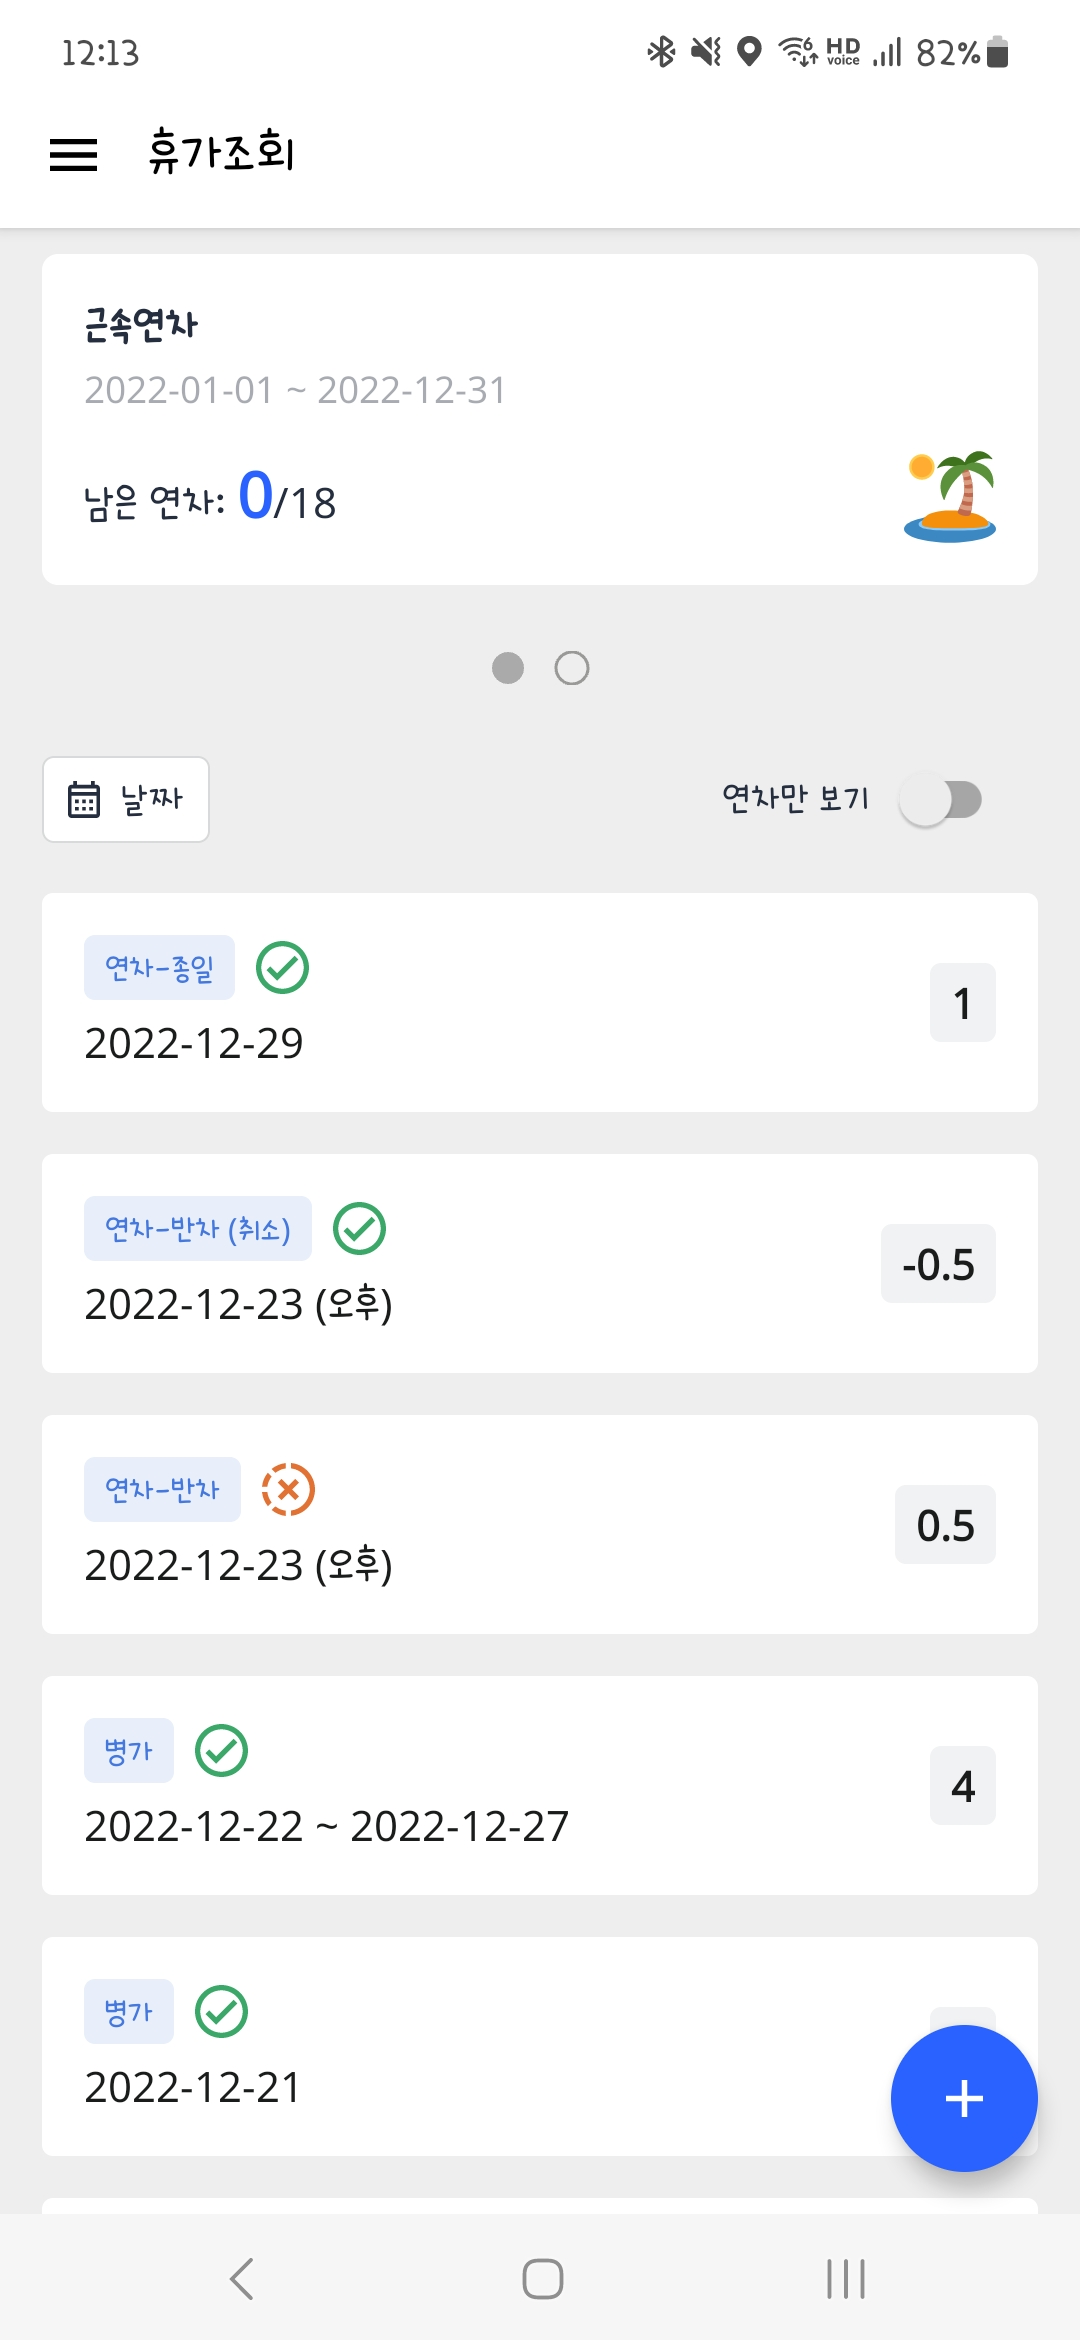 12:13
6 HD voice 82%
휴가조회
근속연차
2022-01-01 ~ 2022-12-31
남은 연차: 0/18
날짜
연차만 보기
연차-종일
2022-12-29
1
연차-반차 (취소)
2022-12-23 (오후)
-0.5
연차-반차
2022-12-23 (오후)
0.5
병가
2022-12-22 ~ 2022-12-27
4
병가
2022-12-21
+